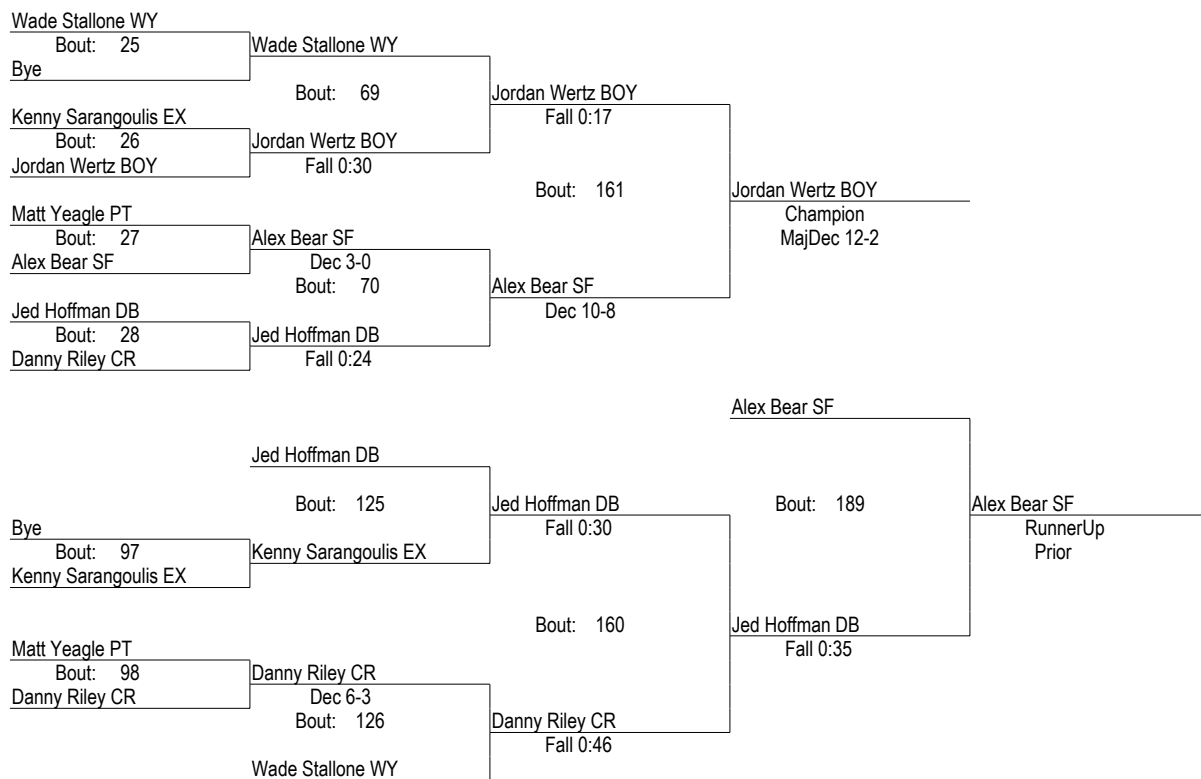 Wade Stallone WY
Bout: 25
Wade Stallone WY
Bye
Bout: 69
Jordan Wertz BOY
Fall 0:17
Kenny Sarangoulis EX
Bout: 26
Jordan Wertz BOY
Jordan Wertz BOY
Fall 0:30
Bout: 161
Jordan Wertz BOY
Champion
MajDec 12-2
Matt Yeagle PT
Bout: 27
Alex Bear SF
Alex Bear SF
Dec 3-0
Bout: 70
Alex Bear SF
Dec 10-8
Jed Hoffman DB
Bout: 28
Jed Hoffman DB
Danny Riley CR
Fall 0:24
Alex Bear SF
Jed Hoffman DB
Bout: 125
Jed Hoffman DB
Fall 0:30
Bout: 189
Alex Bear SF
RunnerUp
Prior
Bye
Bout: 97
Kenny Sarangoulis EX
Kenny Sarangoulis EX
Bout: 160
Jed Hoffman DB
Fall 0:35
Matt Yeagle PT
Bout: 98
Danny Riley CR
Danny Riley CR
Dec 6-3
Bout: 126
Danny Riley CR
Fall 0:46
Wade Stallone WY